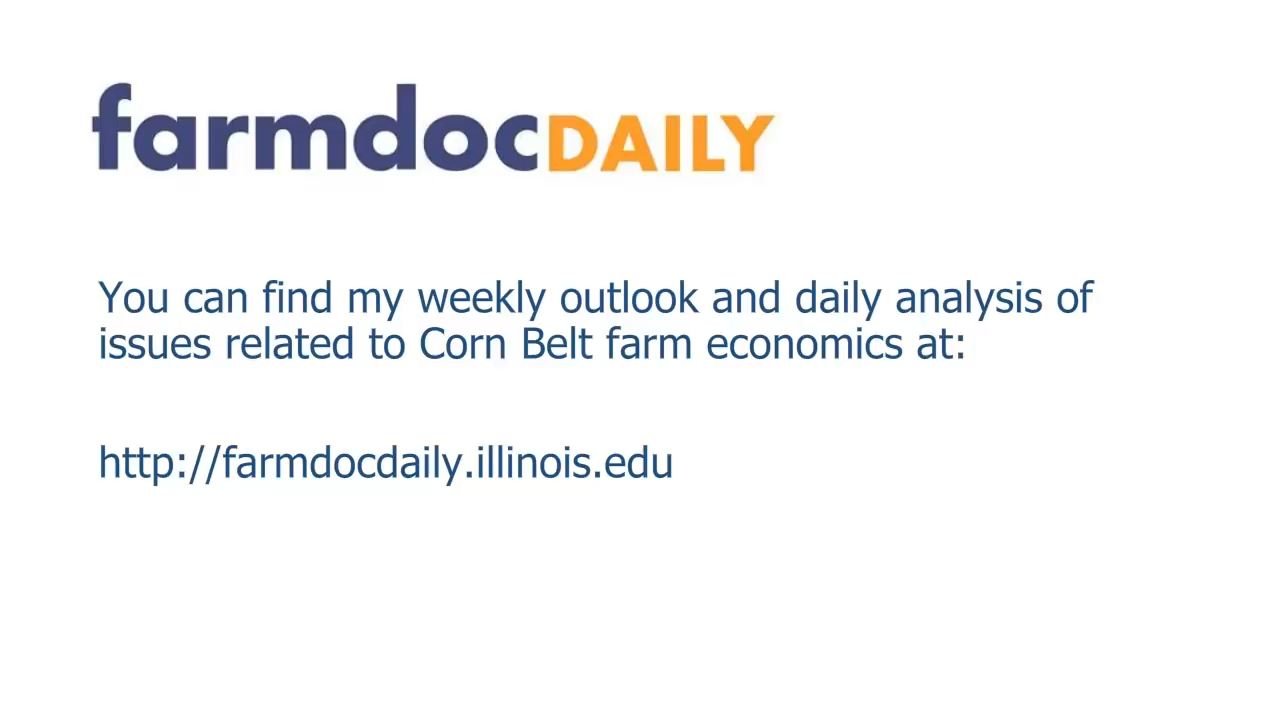 farmdocDAILY
You can find my weekly outlook and daily analysis of
issues related to Corn Belt farm economics at:
http://farmdocdaily.illinois.edu